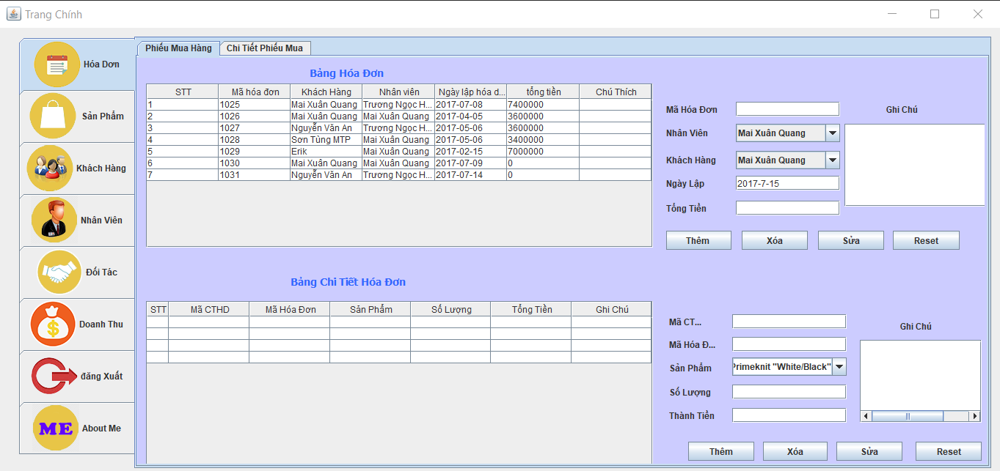 Trang Chính
Hóa Dơn
Sản Phẩm
Khách Hàng
Nhân Viên
Đối Tác
Doanh Thu
đăng Xuất
ME About Me
Phiếu Mua Hàng Chi Tiết Phiếu Mua
Bảng Hóa Đơn
STT Mã hóa đơn Khách Hàng Nhân viên Ngày lập hóa d... tổng tiền Chú Thích
1 1025 Mai Xuân Quang Trương Ngọc H... 2017-07-08 7400000
2 1026 Mai Xuân Quang Mai Xuân Quang 2017-04-05 3600000
3 1027 Nguyễn Văn An Trương Ngọc H... 2017-05-06 3600000
4 1028 Sơn Tùng MTP Mai Xuân Quang 2017-05-06 3400000
5 1029 Erik Mai Xuân Quang 2017-02-15 7000000
6 1030 Mai Xuân Quang Mai Xuân Quang 2017-07-09 0
7 1031 Nguyễn Văn An Trương Ngọc H... 2017-07-14 0
Mã Hóa Đơn
Ghi Chú
Nhân Viên Mai Xuân Quang
Khách Hàng Mai Xuân Quang
Ngày Lập 2017-7-15
Tổng Tiền
Thêm Xóa Sửa Reset
Bảng Chi Tiết Hóa Đơn
STT Mã CTHD Mã Hóa Đơn Sản Phẩm Số Lượng Tổng Tiền Ghi Chú
Mã CT...
Ghi Chú
Mã Hóa Đ...
Sản Phẩm Primeknit "White/Black"
Số Lượng
Thành Tiền
Thêm Xóa Sửa Reset